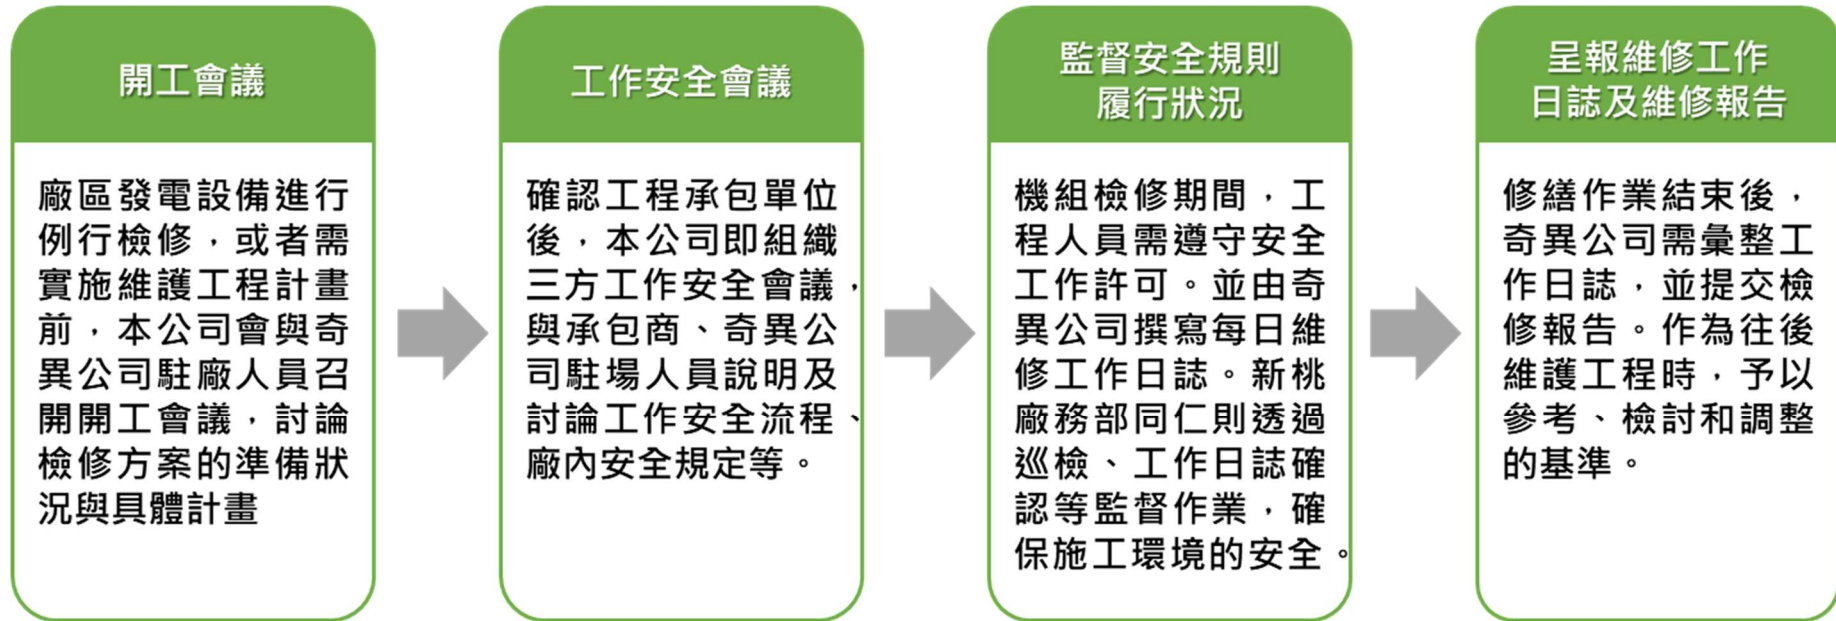 開工會議
廠區發電設備進行
例行檢修，或者需
實施維護工程計畫
前，本公司會與奇
異公司駐廠人員召
開開工會議，討論
檢修方案的準備狀
況與具體計畫
工作安全會議
確認工程承包單位
後，本公司即組織
三方工作安全會議，
與承包商、奇異公
司駐場人員說明及
討論工作安全流程、
廠內安全規定等。
監督安全規則
履行狀況
機組檢修期間，工
程人員需遵守安全
工作許可。並由奇
異公司撰寫每日維
修工作日誌。新桃
廠務部同仁則透過
巡檢、工作日誌確
認等監督作業，確
保施工環境的安全。
呈報維修工作
日誌及維修報告
修繕作業結束後，
奇異公司需彙整工
作日誌，並提交檢
修報告。作為往後
維護工程時，予以
參考、檢討和調整
的基準。